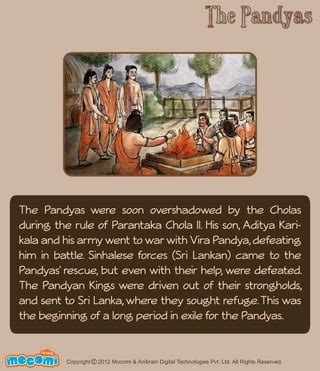 The Pandyas
The Pandyas were soon overshadowed by the Cholas
during the rule of Parantaka Chola II. His son, Aditya Kari-
kala and his army went to war with Vira Pandya, defeating
him in battle. Sinhalese forces (Sri Lankan) came to the
Pandyas' rescue, but even with their help, were defeated.
The Pandyan Kings were driven out of their strongholds,
and sent to Sri Lanka, where they sought refuge. This was
the beginning of a long period in exile for the Pandyas.
mocomi
Copyright © 2012 Mocomi & Anibrain Digital Technologies Pvt. Ltd. All Rights Reserved.